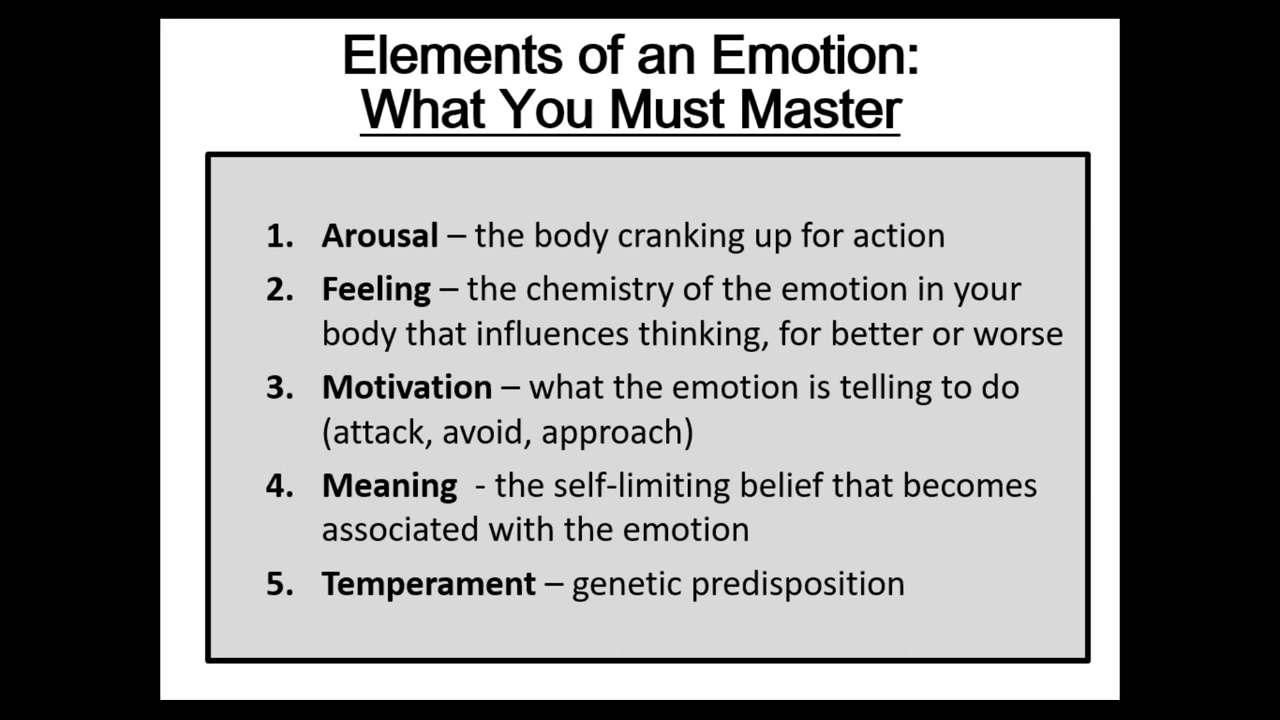 Elements of an Emotion:
What You Must Master
1. Arousal – the body cranking up for action
2. Feeling – the chemistry of the emotion in your
body that influences thinking, for better or worse
3. Motivation – what the emotion is telling to do
(attack, avoid, approach)
4. Meaning - the self-limiting belief that becomes
associated with the emotion
5. Temperament – genetic predisposition